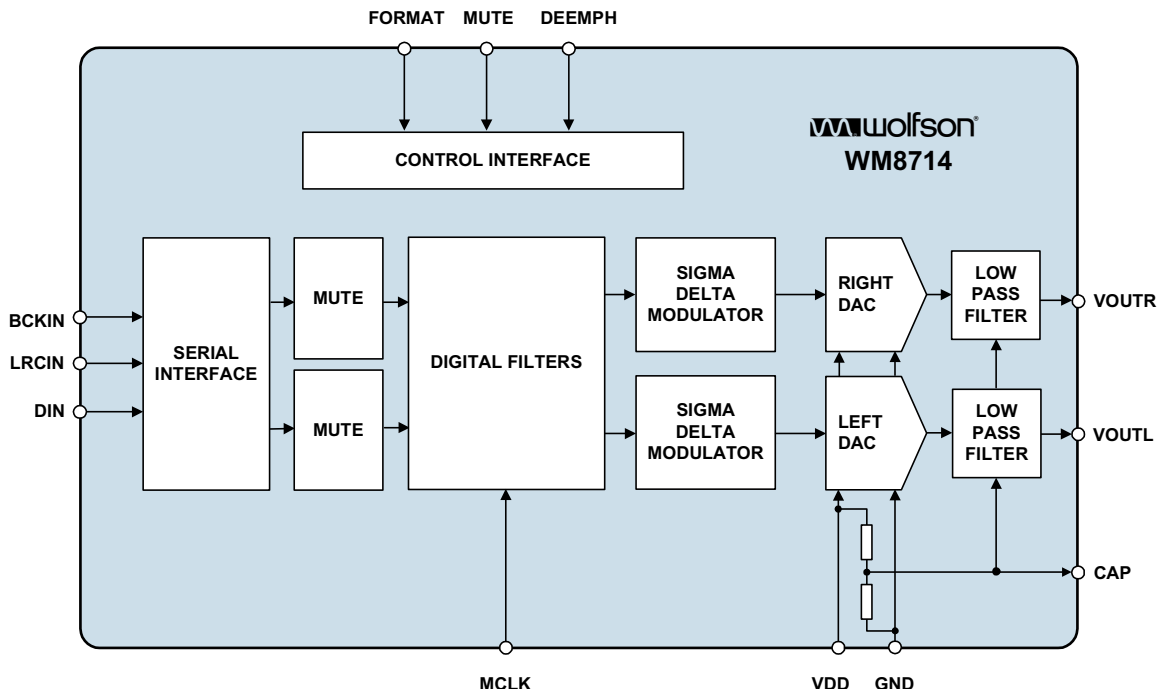 FORMAT MUTE DEEMPH
CONTROL INTERFACE
wolfson®
WM8714
BCKIN
LRCIN
DIN
SERIAL
INTERFACE
MUTE
MUTE
DIGITAL FILTERS
SIGMA
DELTA
MODULATOR
SIGMA
DELTA
MODULATOR
RIGHT
DAC
LEFT
DAC
LOW
PASS
FILTER
LOW
PASS
FILTER
VOUTR
VOUTL
CAP
MCLK VDD GND